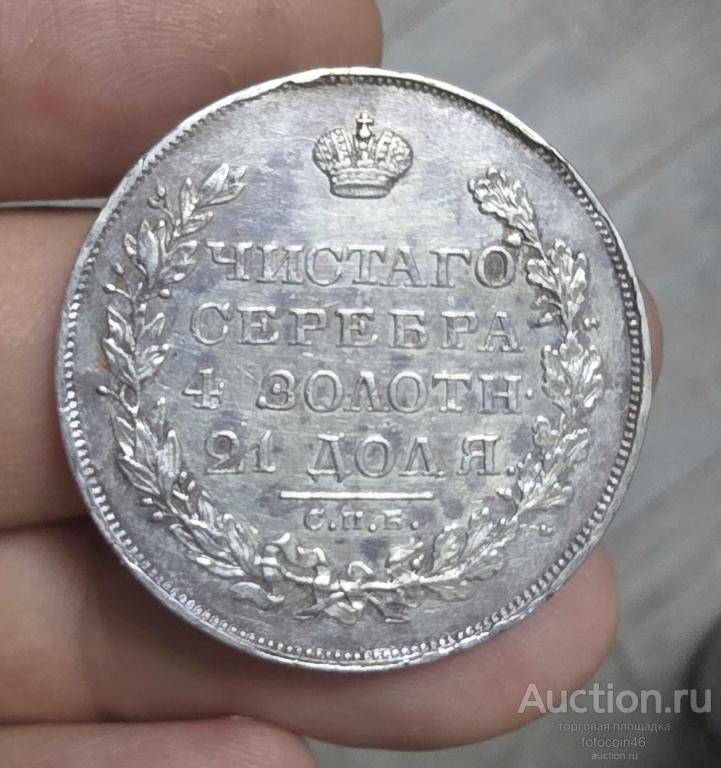 ЧИСТАГО
СЕРЕБРА
4 ЗОЛОТН·
21 ДОЛЯ.
С.П.Б.
Auction.ru
торговая площадка
fotocoin46
auction.ru